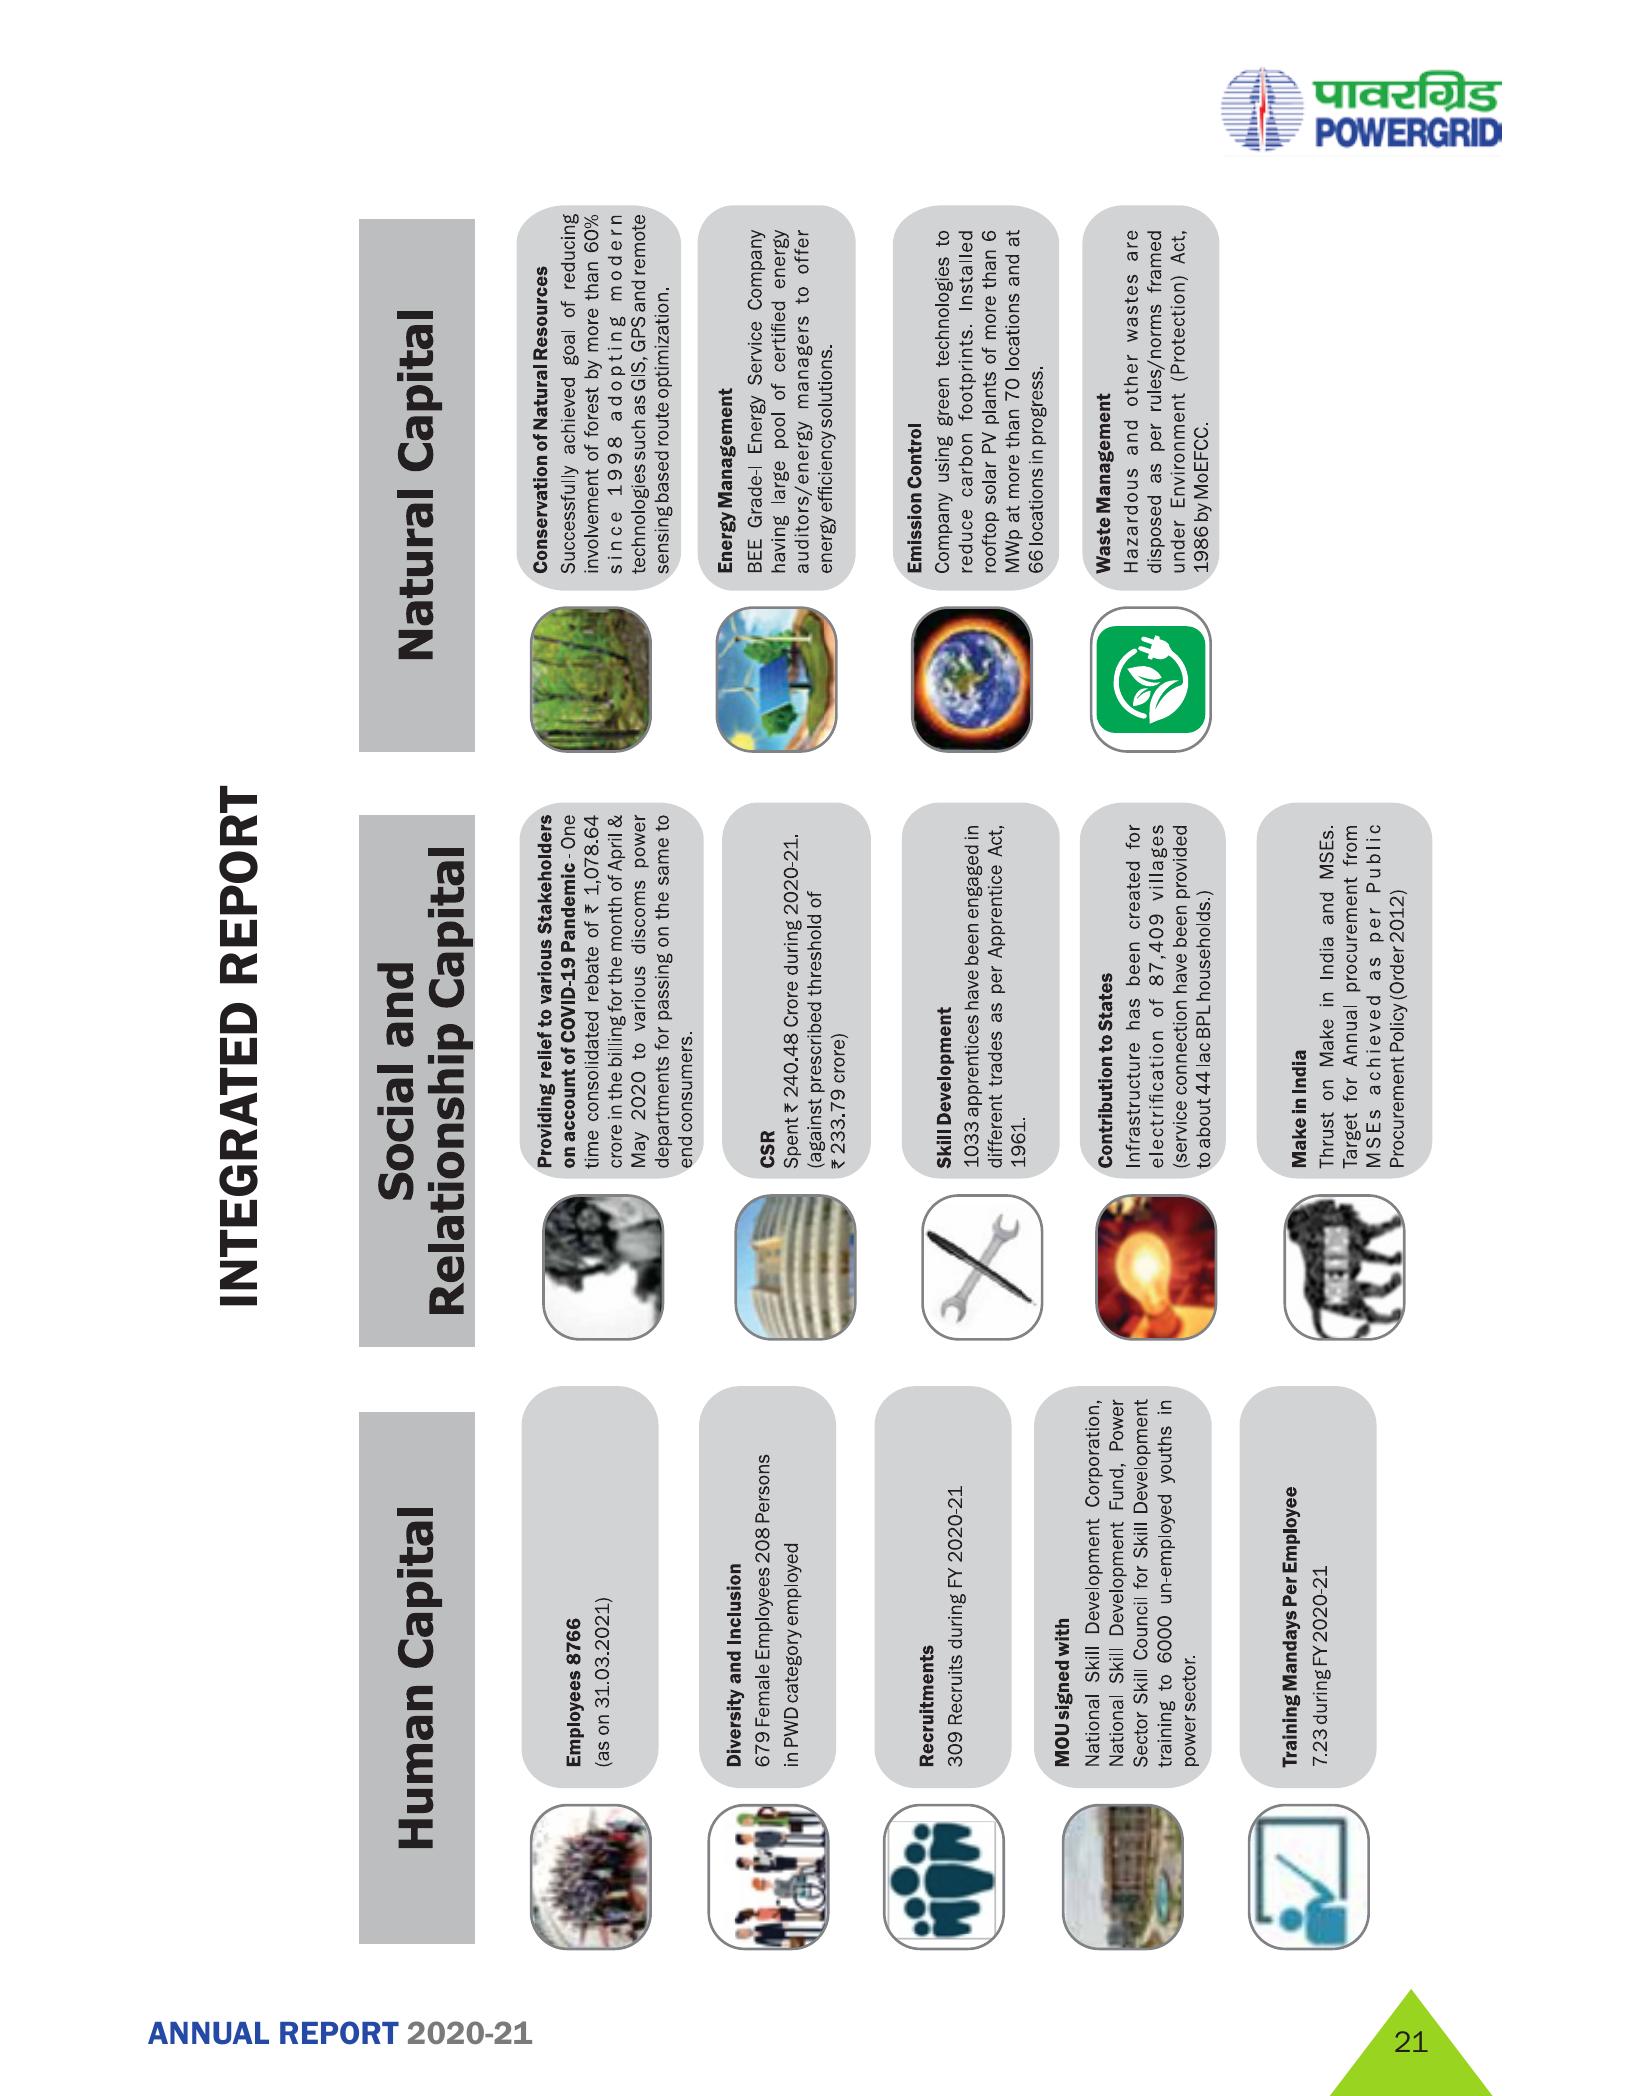 पावरग्रिड
POWERGRID
INTEGRATED REPORT
Human Capital
Employees 8766
(as on 31.03.2021)
Diversity and Inclusion
679 Female Employees 208 Persons
in PWD category employed
Recruitments
309 Recruits during FY 2020-21
MOU signed with
National Skill Development Corporation,
National Skill Development Fund, Power
Sector Skill Council for Skill Development
training to 6000 un-employed youths in
power sector.
Training Mandays Per Employee
7.23 during FY 2020-21
Social and
Relationship Capital
Providing relief to various Stakeholders
on account of COVID-19 Pandemic - One
time consolidated rebate of ₹ 1,078.64
crore in the billing for the month of April &
May 2020 to various discoms power
departments for passing on the same to
end consumers.
CSR
Spent ₹ 240.48 Crore during 2020-21.
(against prescribed threshold of
₹ 233.79 crore)
Skill Development
1033 apprentices have been engaged in
different trades as per Apprentice Act,
1961.
Contribution to States
Infrastructure has been created for
electrification of 87,409 villages
(service connection have been provided
to about 44 lac BPL households.)
Make in India
Thrust on Make in India and MSEs.
Target for Annual procurement from
MSEs achieved as per Public
Procurement Policy (Order 2012)
Natural Capital
Conservation of Natural Resources
Successfully achieved goal of reducing
involvement of forest by more than 60%
since 1998 adopting modern
technologies such as GIS, GPS and remote
sensing based route optimization.
Energy Management
BEE Grade-I Energy Service Company
having large pool of certified energy
auditors/energy managers to offer
energy efficiency solutions.
Emission Control
Company using green technologies to
reduce carbon footprints. Installed
rooftop solar PV plants of more than 6
MWp at more than 70 locations and at
66 locations in progress.
Waste Management
Hazardous and other wastes are
disposed as per rules/norms framed
under Environment (Protection) Act,
1986 by MoEFCC.
ANNUAL REPORT 2020-21
21